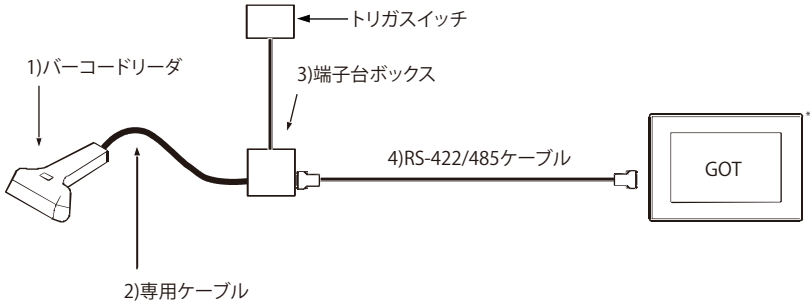 トリガスイッチ
1)バーコードリーダ
3)端子台ボックス
4)RS-422/485ケーブル
*
GOT
2)専用ケーブル